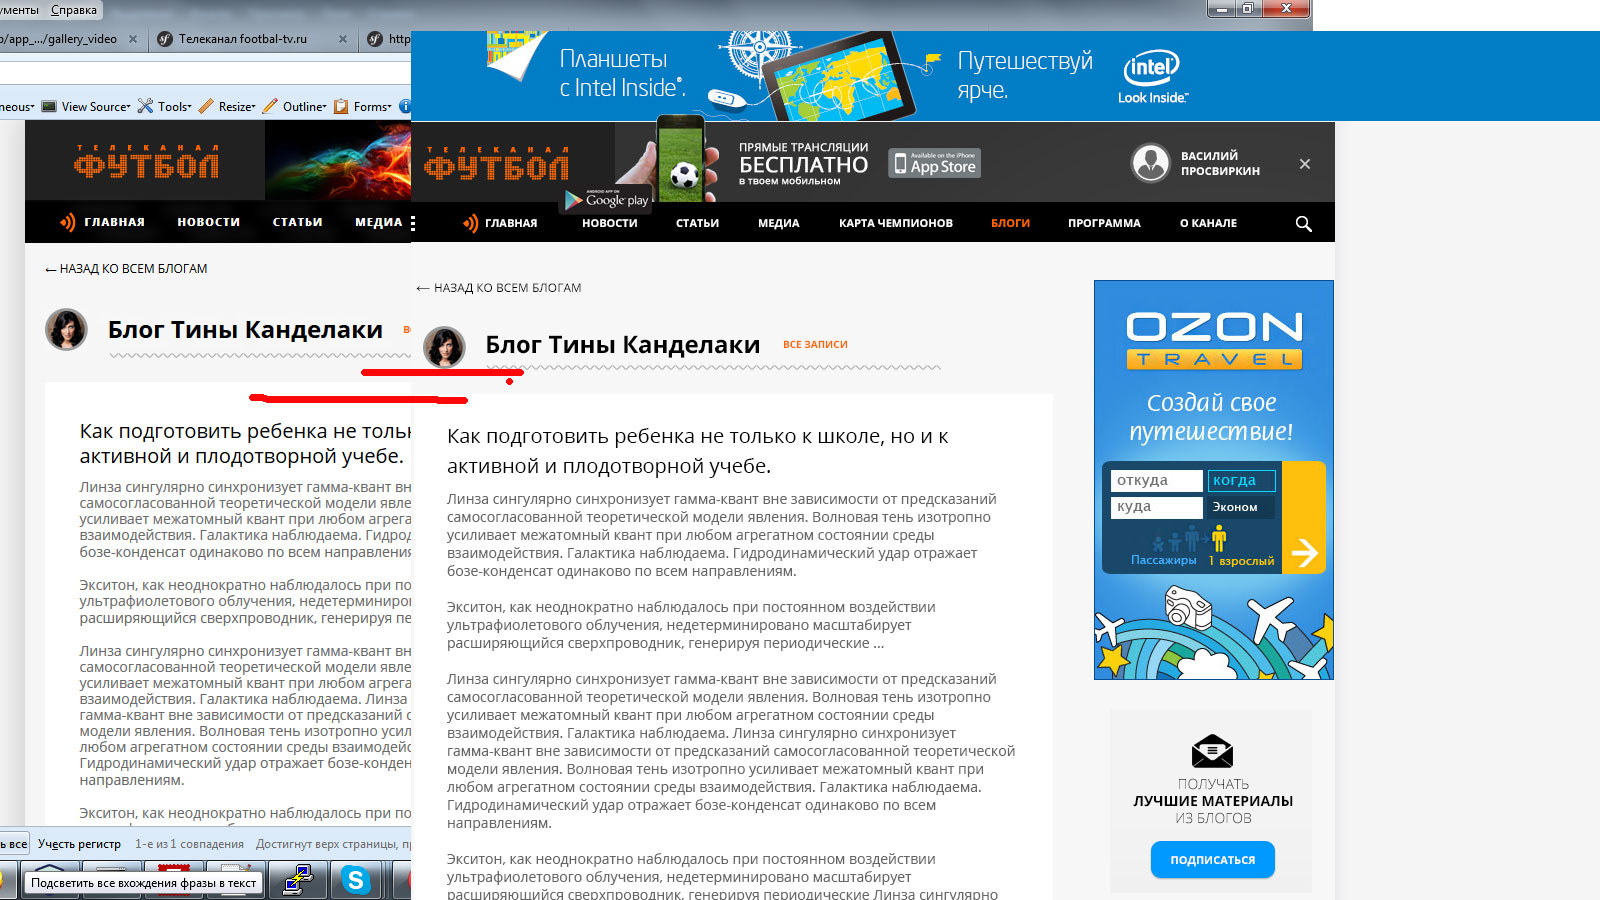 ументы Справка
o/app_.../gallery_video × Телеканал footbal-tv.ru × http
neous View Source Tools Resize Outline Forms
ТЕЛЕКАНАЛ
ФУТБОЛ
ГЛАВНАЯ НОВОСТИ СТАТЬИ МЕДИА
← НАЗАД КО ВСЕМ БЛОГАМ
Блог Тины Канделаки
Как подготовить ребенка не тольк
активной и плодотворной учебе.
Линза сингулярно синхронизует гамма-квант вн
самосогласованной теоретической модели явле
усиливает межатомный квант при любом агрега
взаимодействия. Галактика наблюдаема. Гидрод
бозе-конденсат одинаково по всем направления
Экситон, как неоднократно наблюдалось при по
ультрафиолетового облучения, недетерминиров
расширяющийся сверхпроводник, генерируя пе
Линза сингулярно синхронизует гамма-квант вн
самосогласованной теоретической модели явле
усиливает межатомный квант при любом агрега
взаимодействия. Галактика наблюдаема. Линза
гамма-квант вне зависимости от предсказаний с
модели явления. Волновая тень изотропно усил
любом агрегатном состоянии среды взаимодейс
Гидродинамический удар отражает бозе-конден
направлениям.
Экситон, как неоднократно наблюдалось при по
ь все Учесть регистр 1-е из 1 совпадения Достигнут верх страницы, пр
Подсветить все вхождения фразы в текст
Планшеты
с Intel Inside®.
Путешествуй
ярче.
intel
Look Inside.™
ТЕЛЕКАНАЛ
ФУТБОЛ
ANDROID APP ON
Google play
ПРЯМЫЕ ТРАНСЛЯЦИИ
БЕСПЛАТНО
в твоем мобильном
Available on the iPhone
App Store
ВАСИЛИЙ
ПРОСВИРКИН
ГЛАВНАЯ НОВОСТИ СТАТЬИ МЕДИА КАРТА ЧЕМПИОНОВ БЛОГИ ПРОГРАММА О КАНАЛЕ
← НАЗАД КО ВСЕМ БЛОГАМ
Блог Тины Канделаки ВСЕ ЗАПИСИ
Как подготовить ребенка не только к школе, но и к
активной и плодотворной учебе.
Линза сингулярно синхронизует гамма-квант вне зависимости от предсказаний
самосогласованной теоретической модели явления. Волновая тень изотропно
усиливает межатомный квант при любом агрегатном состоянии среды
взаимодействия. Галактика наблюдаема. Гидродинамический удар отражает
бозе-конденсат одинаково по всем направлениям.
Экситон, как неоднократно наблюдалось при постоянном воздействии
ультрафиолетового облучения, недетерминировано масштабирует
расширяющийся сверхпроводник, генерируя периодические ...
Линза сингулярно синхронизует гамма-квант вне зависимости от предсказаний
самосогласованной теоретической модели явления. Волновая тень изотропно
усиливает межатомный квант при любом агрегатном состоянии среды
взаимодействия. Галактика наблюдаема. Линза сингулярно синхронизует
гамма-квант вне зависимости от предсказаний самосогласованной теоретической
модели явления. Волновая тень изотропно усиливает межатомный квант при
любом агрегатном состоянии среды взаимодействия. Галактика наблюдаема.
Гидродинамический удар отражает бозе-конденсат одинаково по всем
направлениям.
Экситон, как неоднократно наблюдалось при постоянном воздействии
ультрафиолетового облучения, недетерминировано масштабирует
расширяющийся сверхпроводник, генерируя периодические Линза сингулярно
OZON
TRAVEL
Создай свое
путешествие!
откуда когда
куда Эконом
Пассажиры 1 взрослый
ПОЛУЧАТЬ
ЛУЧШИЕ МАТЕРИАЛЫ
ИЗ БЛОГОВ
ПОДПИСАТЬСЯ